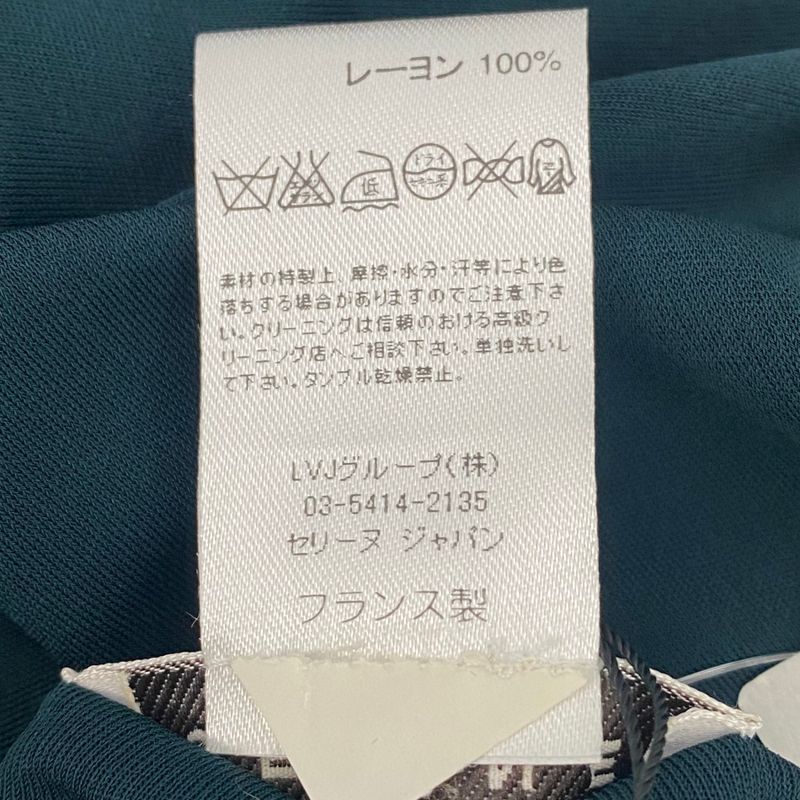 レーヨン 100%
低
ドライ
セキユ系
素材の特製上、摩擦・水分・汗等により色
落ちする場合がありますのでご注意下さ
い。クリーニングは信頼のおける高級ク
リーニング店へご相談下さい。単独洗いし
て下さい。タンブル乾燥禁止。
LVJグループ(株)
03-5414-2135
セリーヌ ジャパン
フランス製